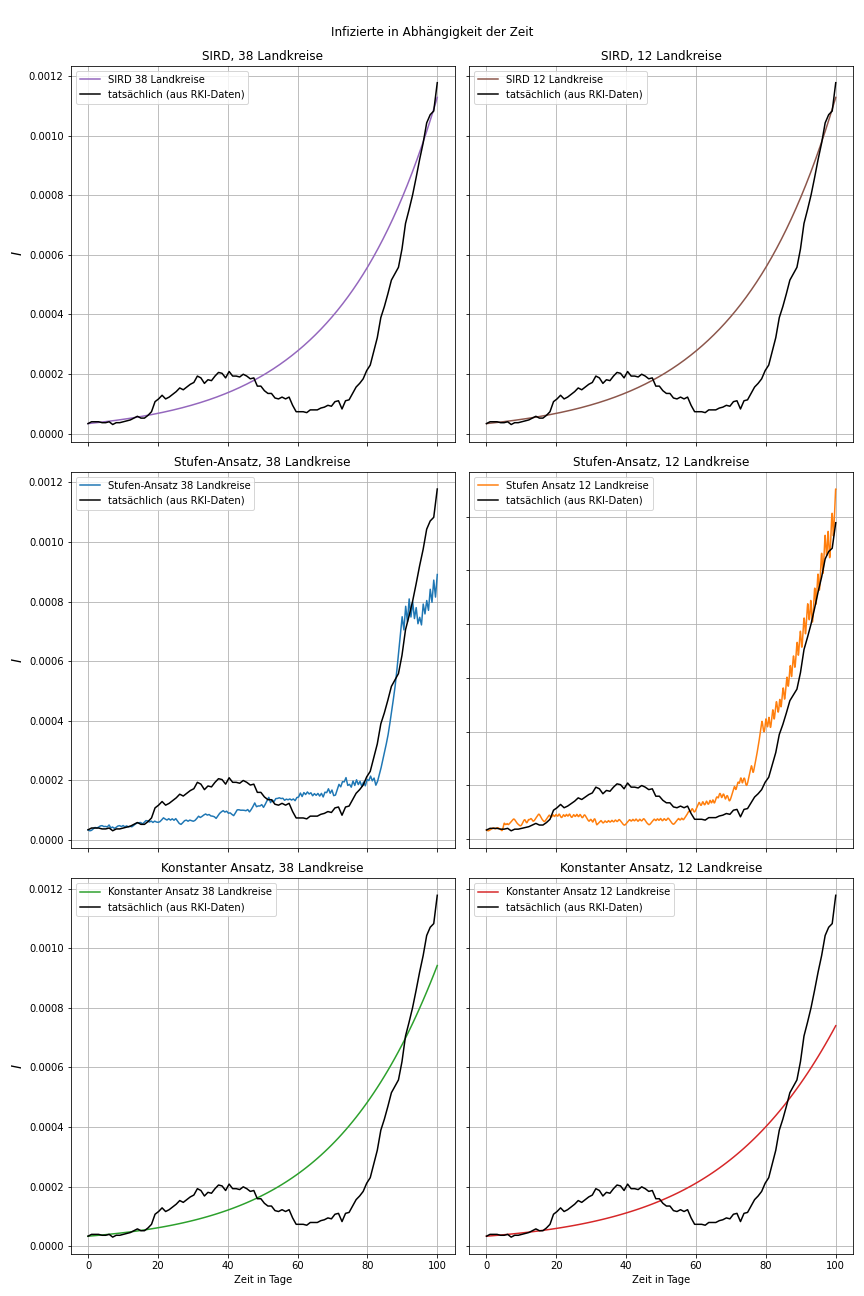 Infizierte in Abhängigkeit der Zeit
SIRD, 38 Landkreise
SIRD 38 Landkreise
tatsächlich (aus RKI-Daten)
0.0012
0.0010
0.0008
0.0006
0.0004
0.0002
0.0000
I
SIRD, 12 Landkreise
SIRD 12 Landkreise
tatsächlich (aus RKI-Daten)
Stufen-Ansatz, 38 Landkreise
Stufen-Ansatz 38 Landkreise
tatsächlich (aus RKI-Daten)
0.0012
0.0010
0.0008
0.0006
0.0004
0.0002
0.0000
I
Stufen-Ansatz, 12 Landkreise
Stufen Ansatz 12 Landkreise
tatsächlich (aus RKI-Daten)
Konstanter Ansatz, 38 Landkreise
Konstanter Ansatz 38 Landkreise
tatsächlich (aus RKI-Daten)
0.0012
0.0010
0.0008
0.0006
0.0004
0.0002
0.0000
I
0 20 40 60 80 100
Zeit in Tage
Konstanter Ansatz, 12 Landkreise
Konstanter Ansatz 12 Landkreise
tatsächlich (aus RKI-Daten)
0 20 40 60 80 100
Zeit in Tage